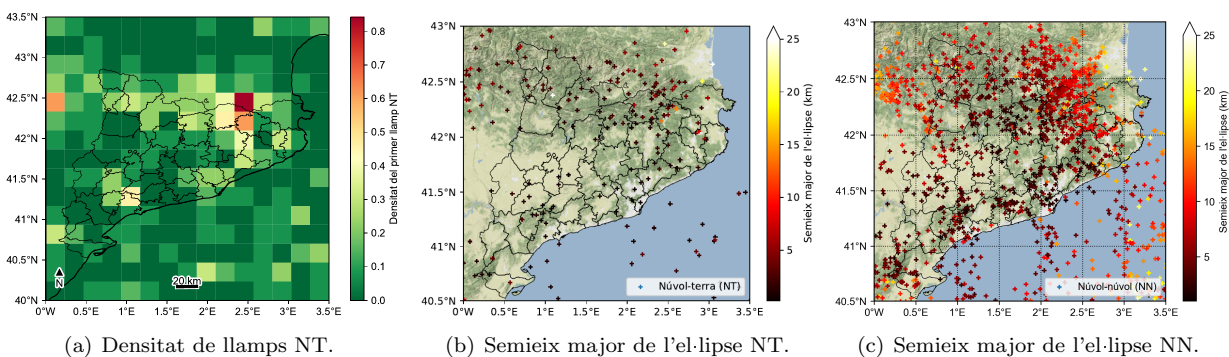 43.5°N
43°N
42.5°N
42°N
41.5°N
41°N
40.5°N
40°N
0°W
0.5°E
1°E
1.5°E
2°E
2.5°E
3°E
3.5°E
N
20 km
0.8
0.7
0.6
0.5
0.4
0.3
0.2
0.1
0.0
Densitat del primer llamp NT
(a) Densitat de llamps NT.
43°N
42.5°N
42°N
41.5°N
41°N
40.5°N
0°W
0.5°E
1°E
1.5°E
2°E
2.5°E
3°E
3.5°E
Núvol-terra (NT)
25
20
15
10
5
Semieix major de l'el·lipse (km)
(b) Semieix major de l'el·lipse NT.
43°N
42.5°N
42°N
41.5°N
41°N
40.5°N
0°W
0.5°E
1°E
1.5°E
2°E
2.5°E
3°E
3.5°E
Núvol-núvol (NN)
25
20
15
10
5
Semieix major de l'el·lipse (km)
(c) Semieix major de l'el·lipse NN.